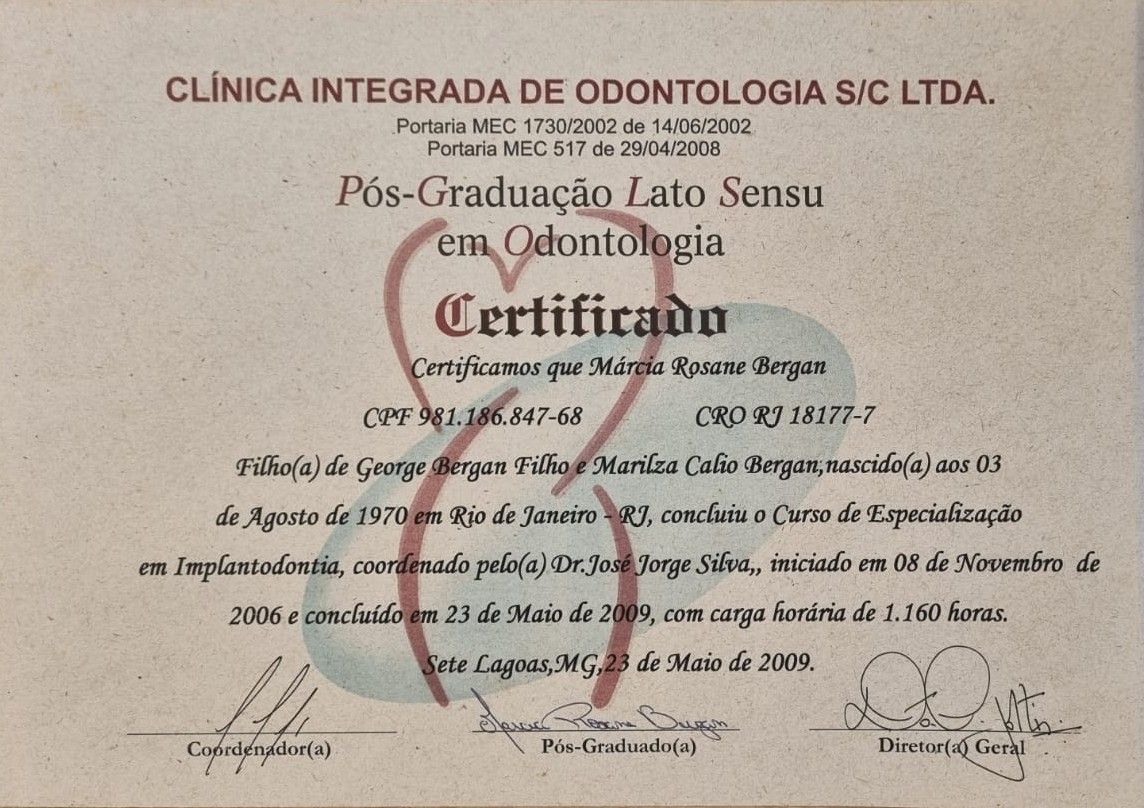 CLÍNICA INTEGRADA DE ODONTOLOGIA S/C LTDA.
Portaria MEC 1730/2002 de 14/06/2002
Portaria MEC 517 de 29/04/2008
Pós-Graduação Lato Sensu
em Odontologia
Certificado
Certificamos que Márcia Rosane Bergan
CPF 981.186.847-68 CRO RJ 18177-7
Filho(a) de George Bergan Filho e Marilza Calio Bergan,nascido(a) aos 03
de Agosto de 1970 em Rio de Janeiro - RJ, concluiu o Curso de Especialização
em Implantodontia, coordenado pelo(a) Dr.José Jorge Silva,, iniciado em 08 de Novembro de
2006 e concluído em 23 de Maio de 2009, com carga horária de 1.160 horas.
Sete Lagoas,MG,23 de Maio de 2009.
Marcia Rosane Bergan
Coordenador(a) Pós-Graduado(a) Diretor(a) Geral